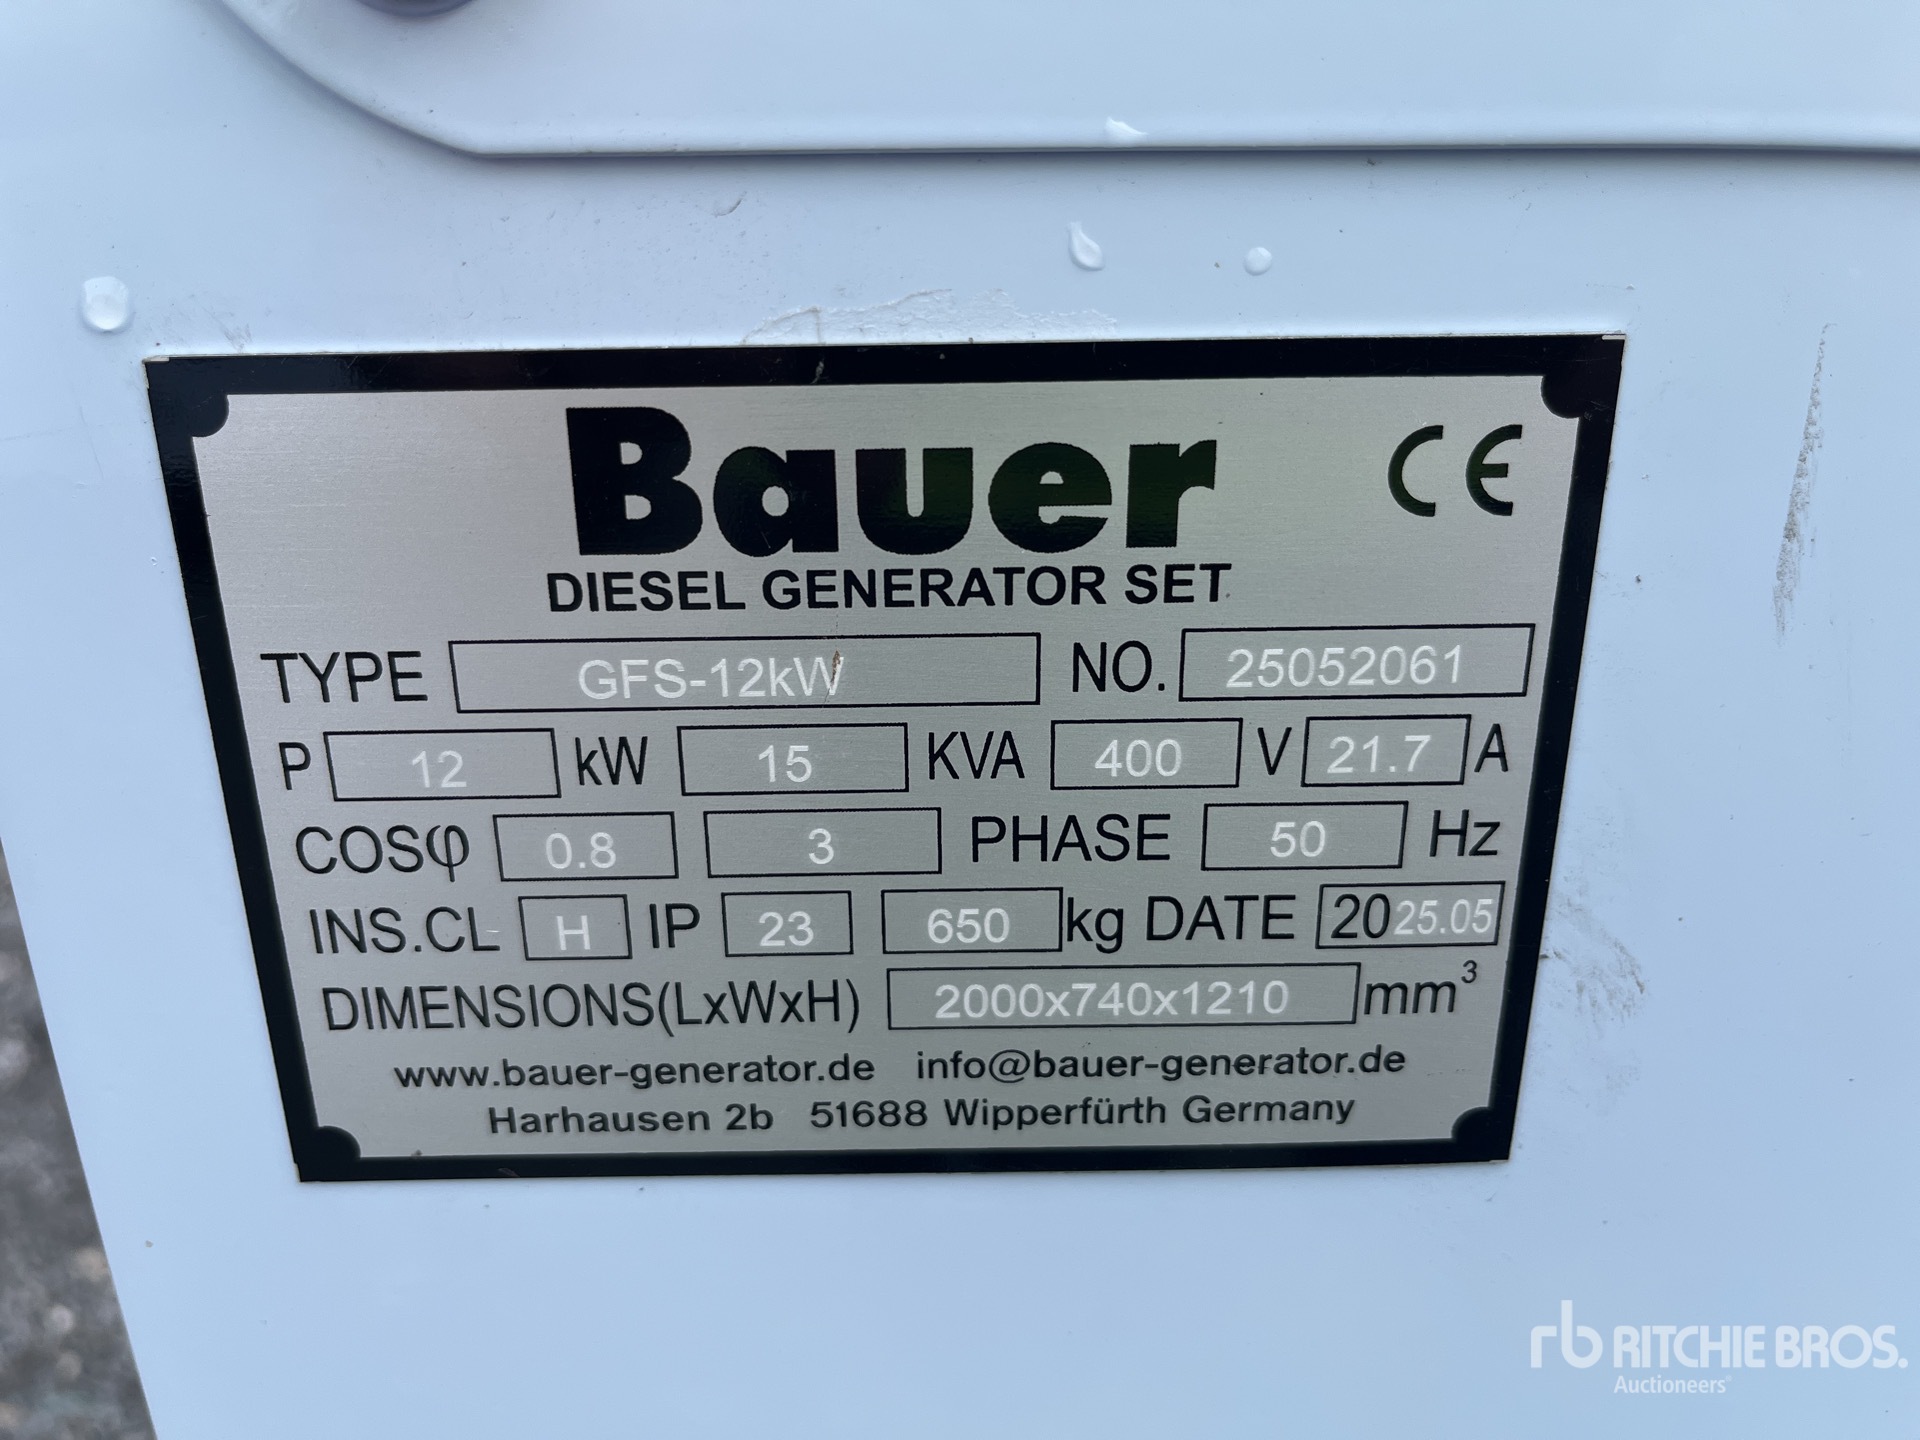 Bauer CE
DIESEL GENERATOR SET
TYPE GFS-12kW NO. 25052061
P 12 kW 15 KVA 400 V 21.7 A
COSφ 0.8 3 PHASE 50 Hz
INS.CL H IP 23 650 kg DATE 2025.05
DIMENSIONS(LxWxH) 2000x740x1210 mm³
www.bauer-generator.de info@bauer-generator.de
Harhausen 2b 51688 Wipperfürth Germany
rb RITCHIE BROS.
Auctioneers